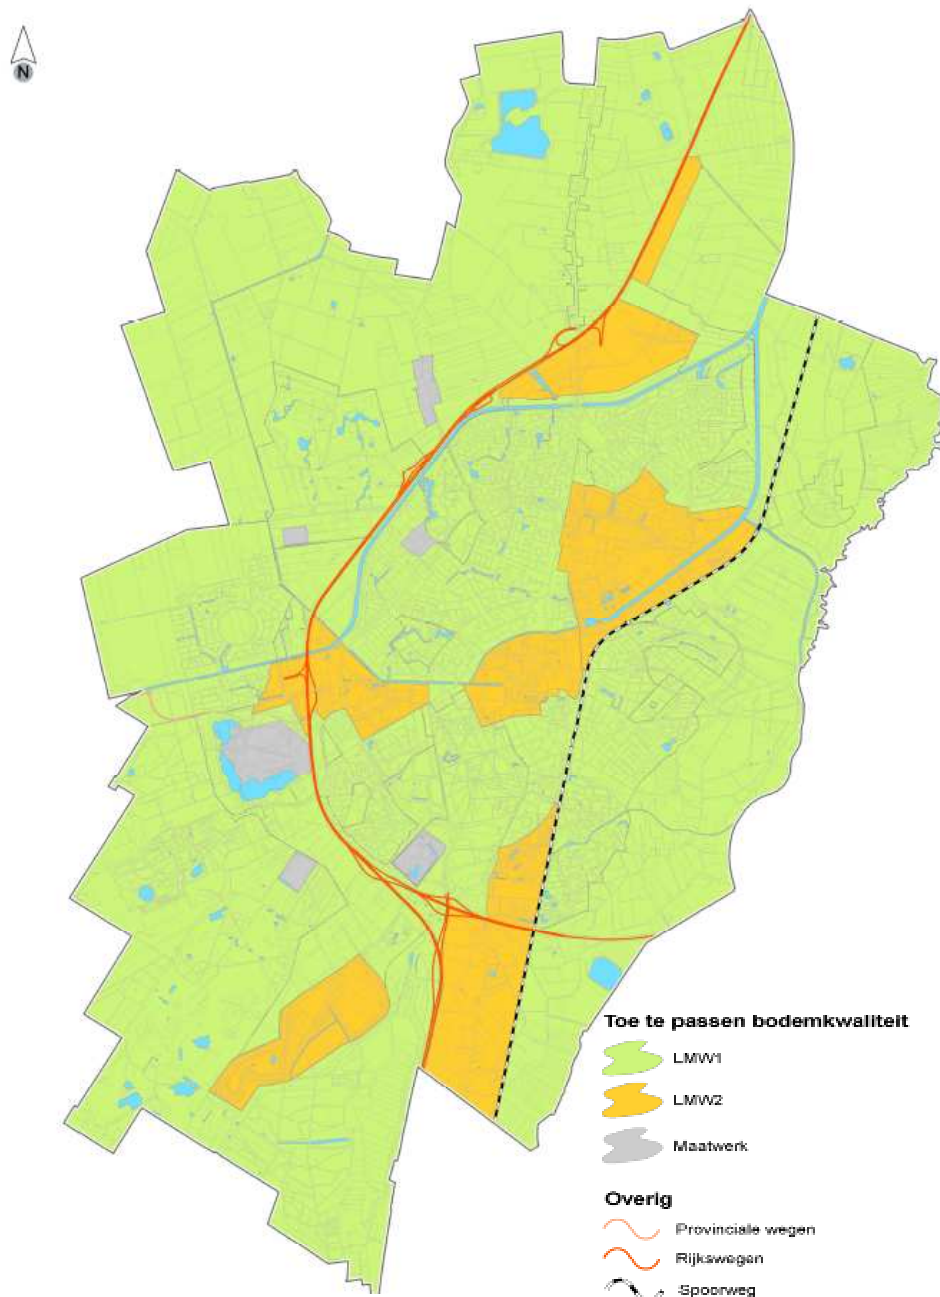 N
Toe te passen bodemkwaliteit
LMW1
LMW2
Maatwerk
Overig
Provinciale wegen
Rijkswegen
Spoorweg